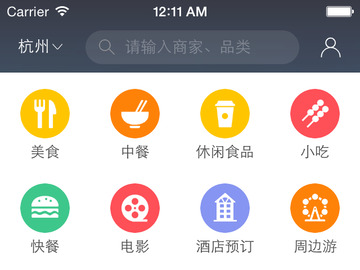 Carrier 12:11 AM
杭州 请输入商家、品类
美食 中餐 休闲食品 小吃
快餐 电影 酒店预订 周边游